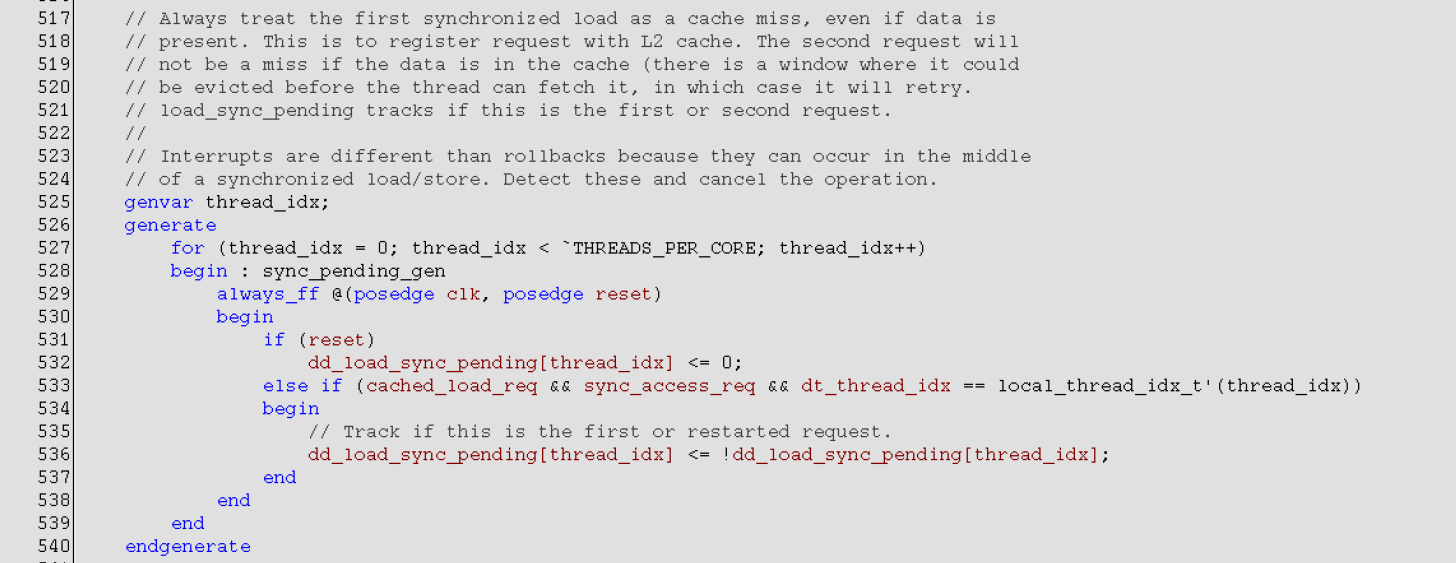 517 // Always treat the first synchronized load as a cache miss, even if data is
518 // present. This is to register request with L2 cache. The second request will
519 // not be a miss if the data is in the cache (there is a window where it could
520 // be evicted before the thread can fetch it, in which case it will retry.
521 // load_sync_pending tracks if this is the first or second request.
522 //
523 // Interrupts are different than rollbacks because they can occur in the middle
524 // of a synchronized load/store. Detect these and cancel the operation.
525 genvar thread_idx;
526 generate
527 for (thread_idx = 0; thread_idx < `THREADS_PER_CORE; thread_idx++)
528 begin : sync_pending_gen
529 always_ff @(posedge clk, posedge reset)
530 begin
531 if (reset)
532 dd_load_sync_pending[thread_idx] <= 0;
533 else if (cached_load_req && sync_access_req && dt_thread_idx == local_thread_idx_t'(thread_idx))
534 begin
535 // Track if this is the first or restarted request.
536 dd_load_sync_pending[thread_idx] <= !dd_load_sync_pending[thread_idx];
537 end
538 end
539 end
540 endgenerate